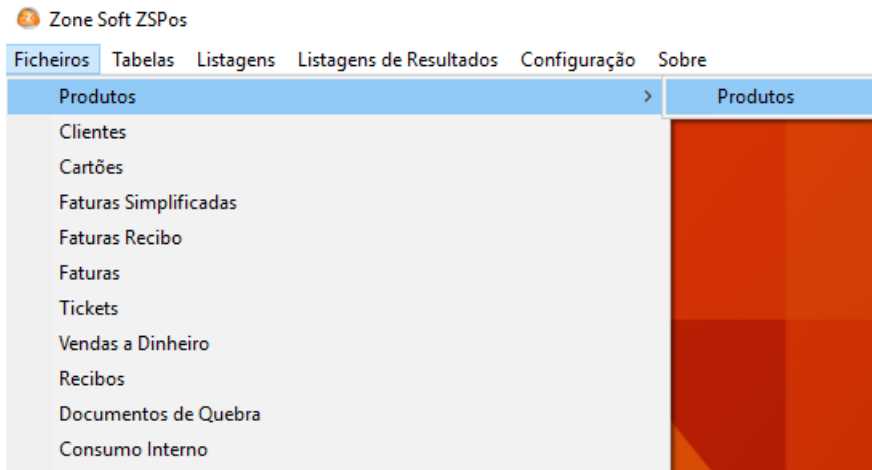 Zone Soft ZSPos
Ficheiros Tabelas Listagens Listagens de Resultados Configuração Sobre
Produtos > Produtos
Clientes
Cartões
Faturas Simplificadas
Faturas Recibo
Faturas
Tickets
Vendas a Dinheiro
Recibos
Documentos de Quebra
Consumo Interno